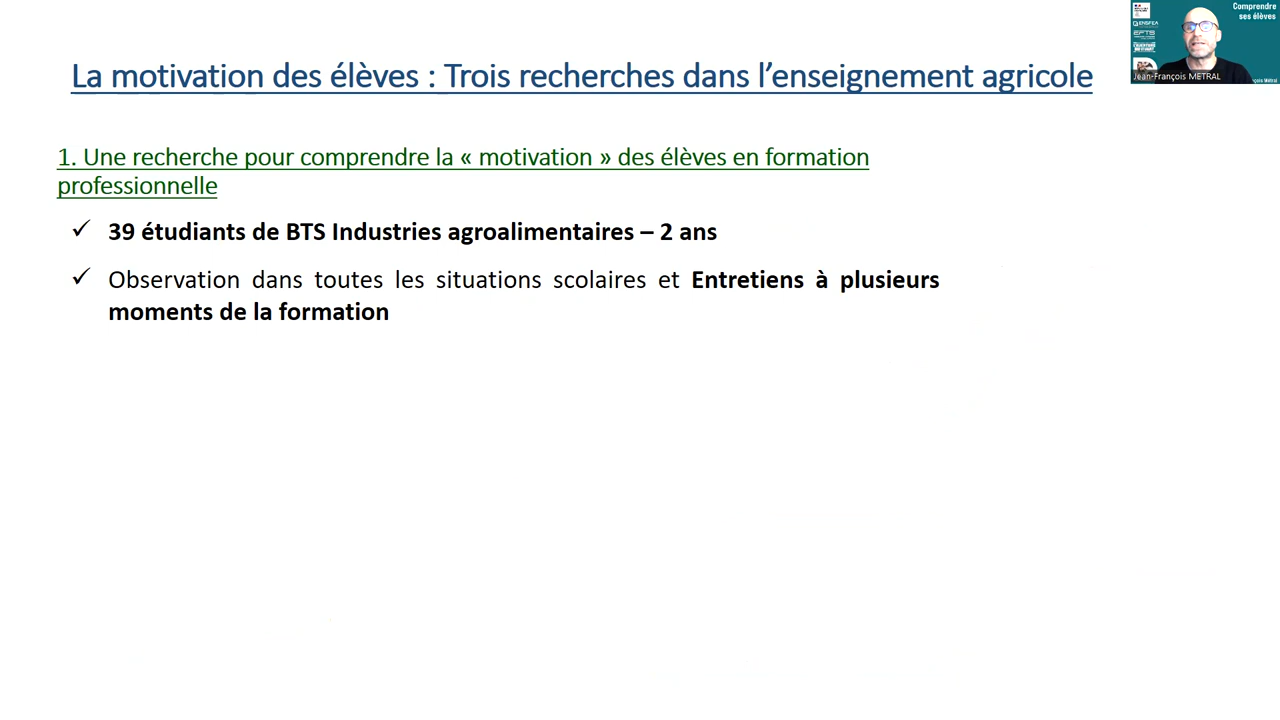 La motivation des élèves : Trois recherches dans l’enseignement agricole
Comprendre
ses élèves
ENSFEA
EFTS
Jean-François METRAL
1. Une recherche pour comprendre la « motivation » des élèves en formation
professionnelle
✓ 39 étudiants de BTS Industries agroalimentaires – 2 ans
✓ Observation dans toutes les situations scolaires et Entretiens à plusieurs
moments de la formation